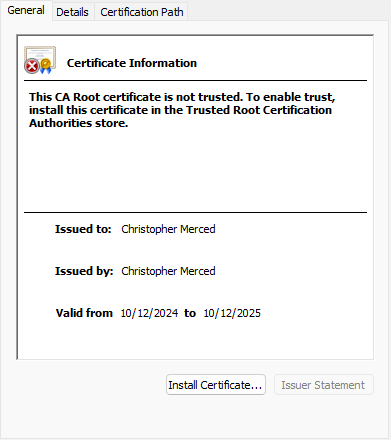 General Details Certification Path
Certificate Information
This CA Root certificate is not trusted. To enable trust,
install this certificate in the Trusted Root Certification
Authorities store.
Issued to: Christopher Merced
Issued by: Christopher Merced
Valid from 10/12/2024 to 10/12/2025
Install Certificate... Issuer Statement